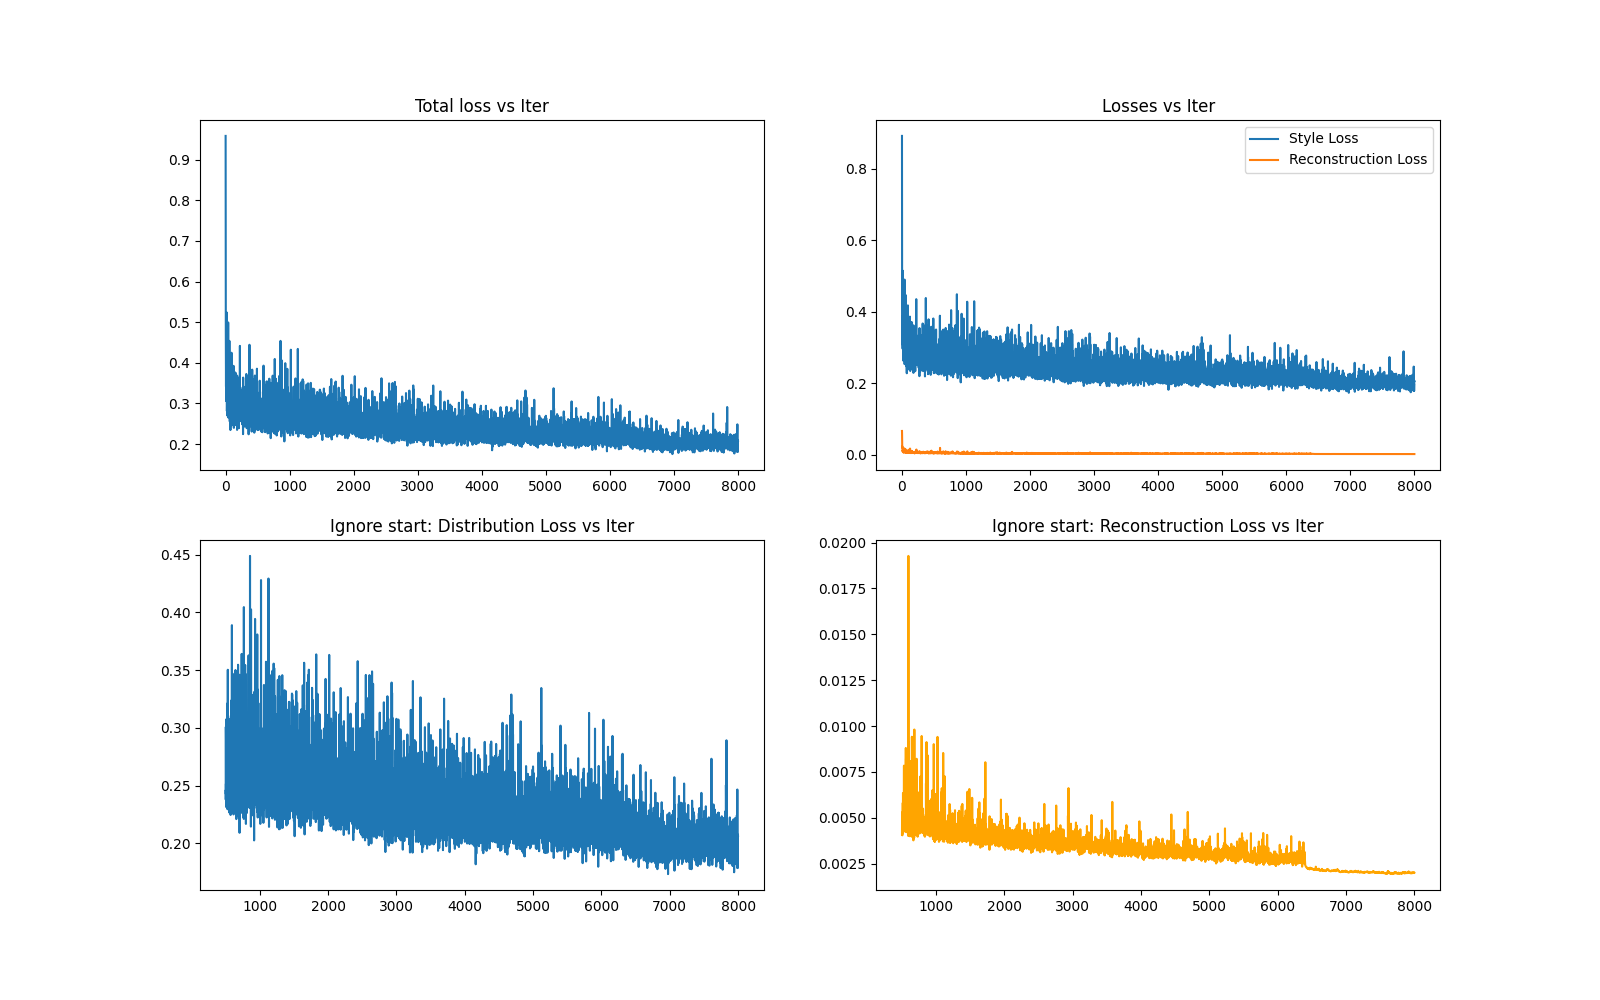 Total loss vs Iter
0.9
0.8
0.7
0.6
0.5
0.4
0.3
0.2
0 1000 2000 3000 4000 5000 6000 7000 8000
Losses vs Iter
Style Loss
Reconstruction Loss
0.8
0.6
0.4
0.2
0.0
0 1000 2000 3000 4000 5000 6000 7000 8000
Ignore start: Distribution Loss vs Iter
0.45
0.40
0.35
0.30
0.25
0.20
1000 2000 3000 4000 5000 6000 7000 8000
Ignore start: Reconstruction Loss vs Iter
0.0200
0.0175
0.0150
0.0125
0.0100
0.0075
0.0050
0.0025
1000 2000 3000 4000 5000 6000 7000 8000